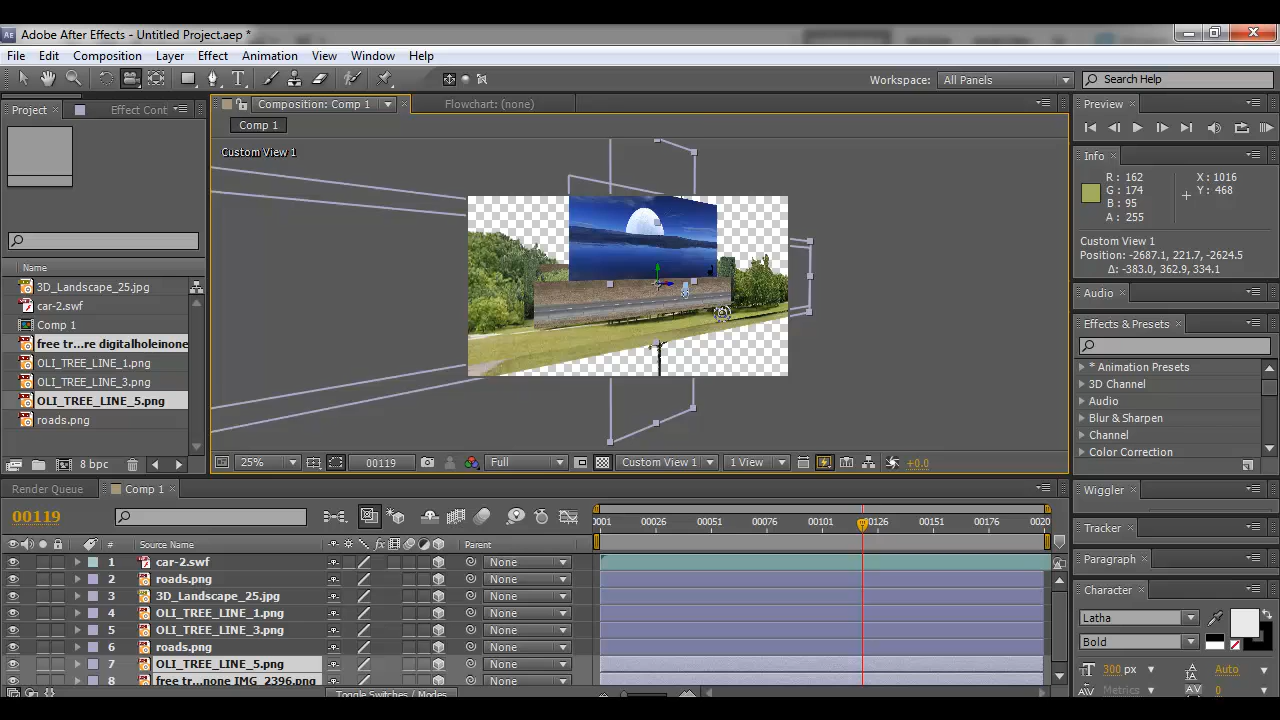 Adobe After Effects - Untitled Project.aep *
File Edit Composition Layer Effect Animation View Window Help
Workspace: All Panels Search Help
Project Effect Cont
Composition: Comp 1 Flowchart: (none)
Comp 1
Custom View 1
Name
3D_Landscape_25.jpg
car-2.swf
Comp 1
free tr...re digitalholeinone
OLI_TREE_LINE_1.png
OLI_TREE_LINE_3.png
OLI_TREE_LINE_5.png
roads.png
8 bpc
25% 00119 Full Custom View 1 1 View +0.0
Preview
Info
R : 162 X : 1016
G : 174 Y : 468
B : 95
A : 255
Custom View 1
Position: -2687.1, 221.7, -2624.5
Δ: -383.0, 362.9, 334.1
Audio
Effects & Presets
* Animation Presets
3D Channel
Audio
Blur & Sharpen
Channel
Color Correction
Wiggler
Tracker
Paragraph
Character
Latha
Bold
300 px Auto
Metrics 0
Render Queue Comp 1
00119
0001 00026 00051 00076 00101 00126 00151 00176 0020
# Source Name Parent
1 car-2.swf None
2 roads.png None
3 3D_Landscape_25.jpg None
4 OLI_TREE_LINE_1.png None
5 OLI_TREE_LINE_3.png None
6 roads.png None
7 OLI_TREE_LINE_5.png None
8 free tr...none IMG_2396.png None
Toggle Switches / Modes